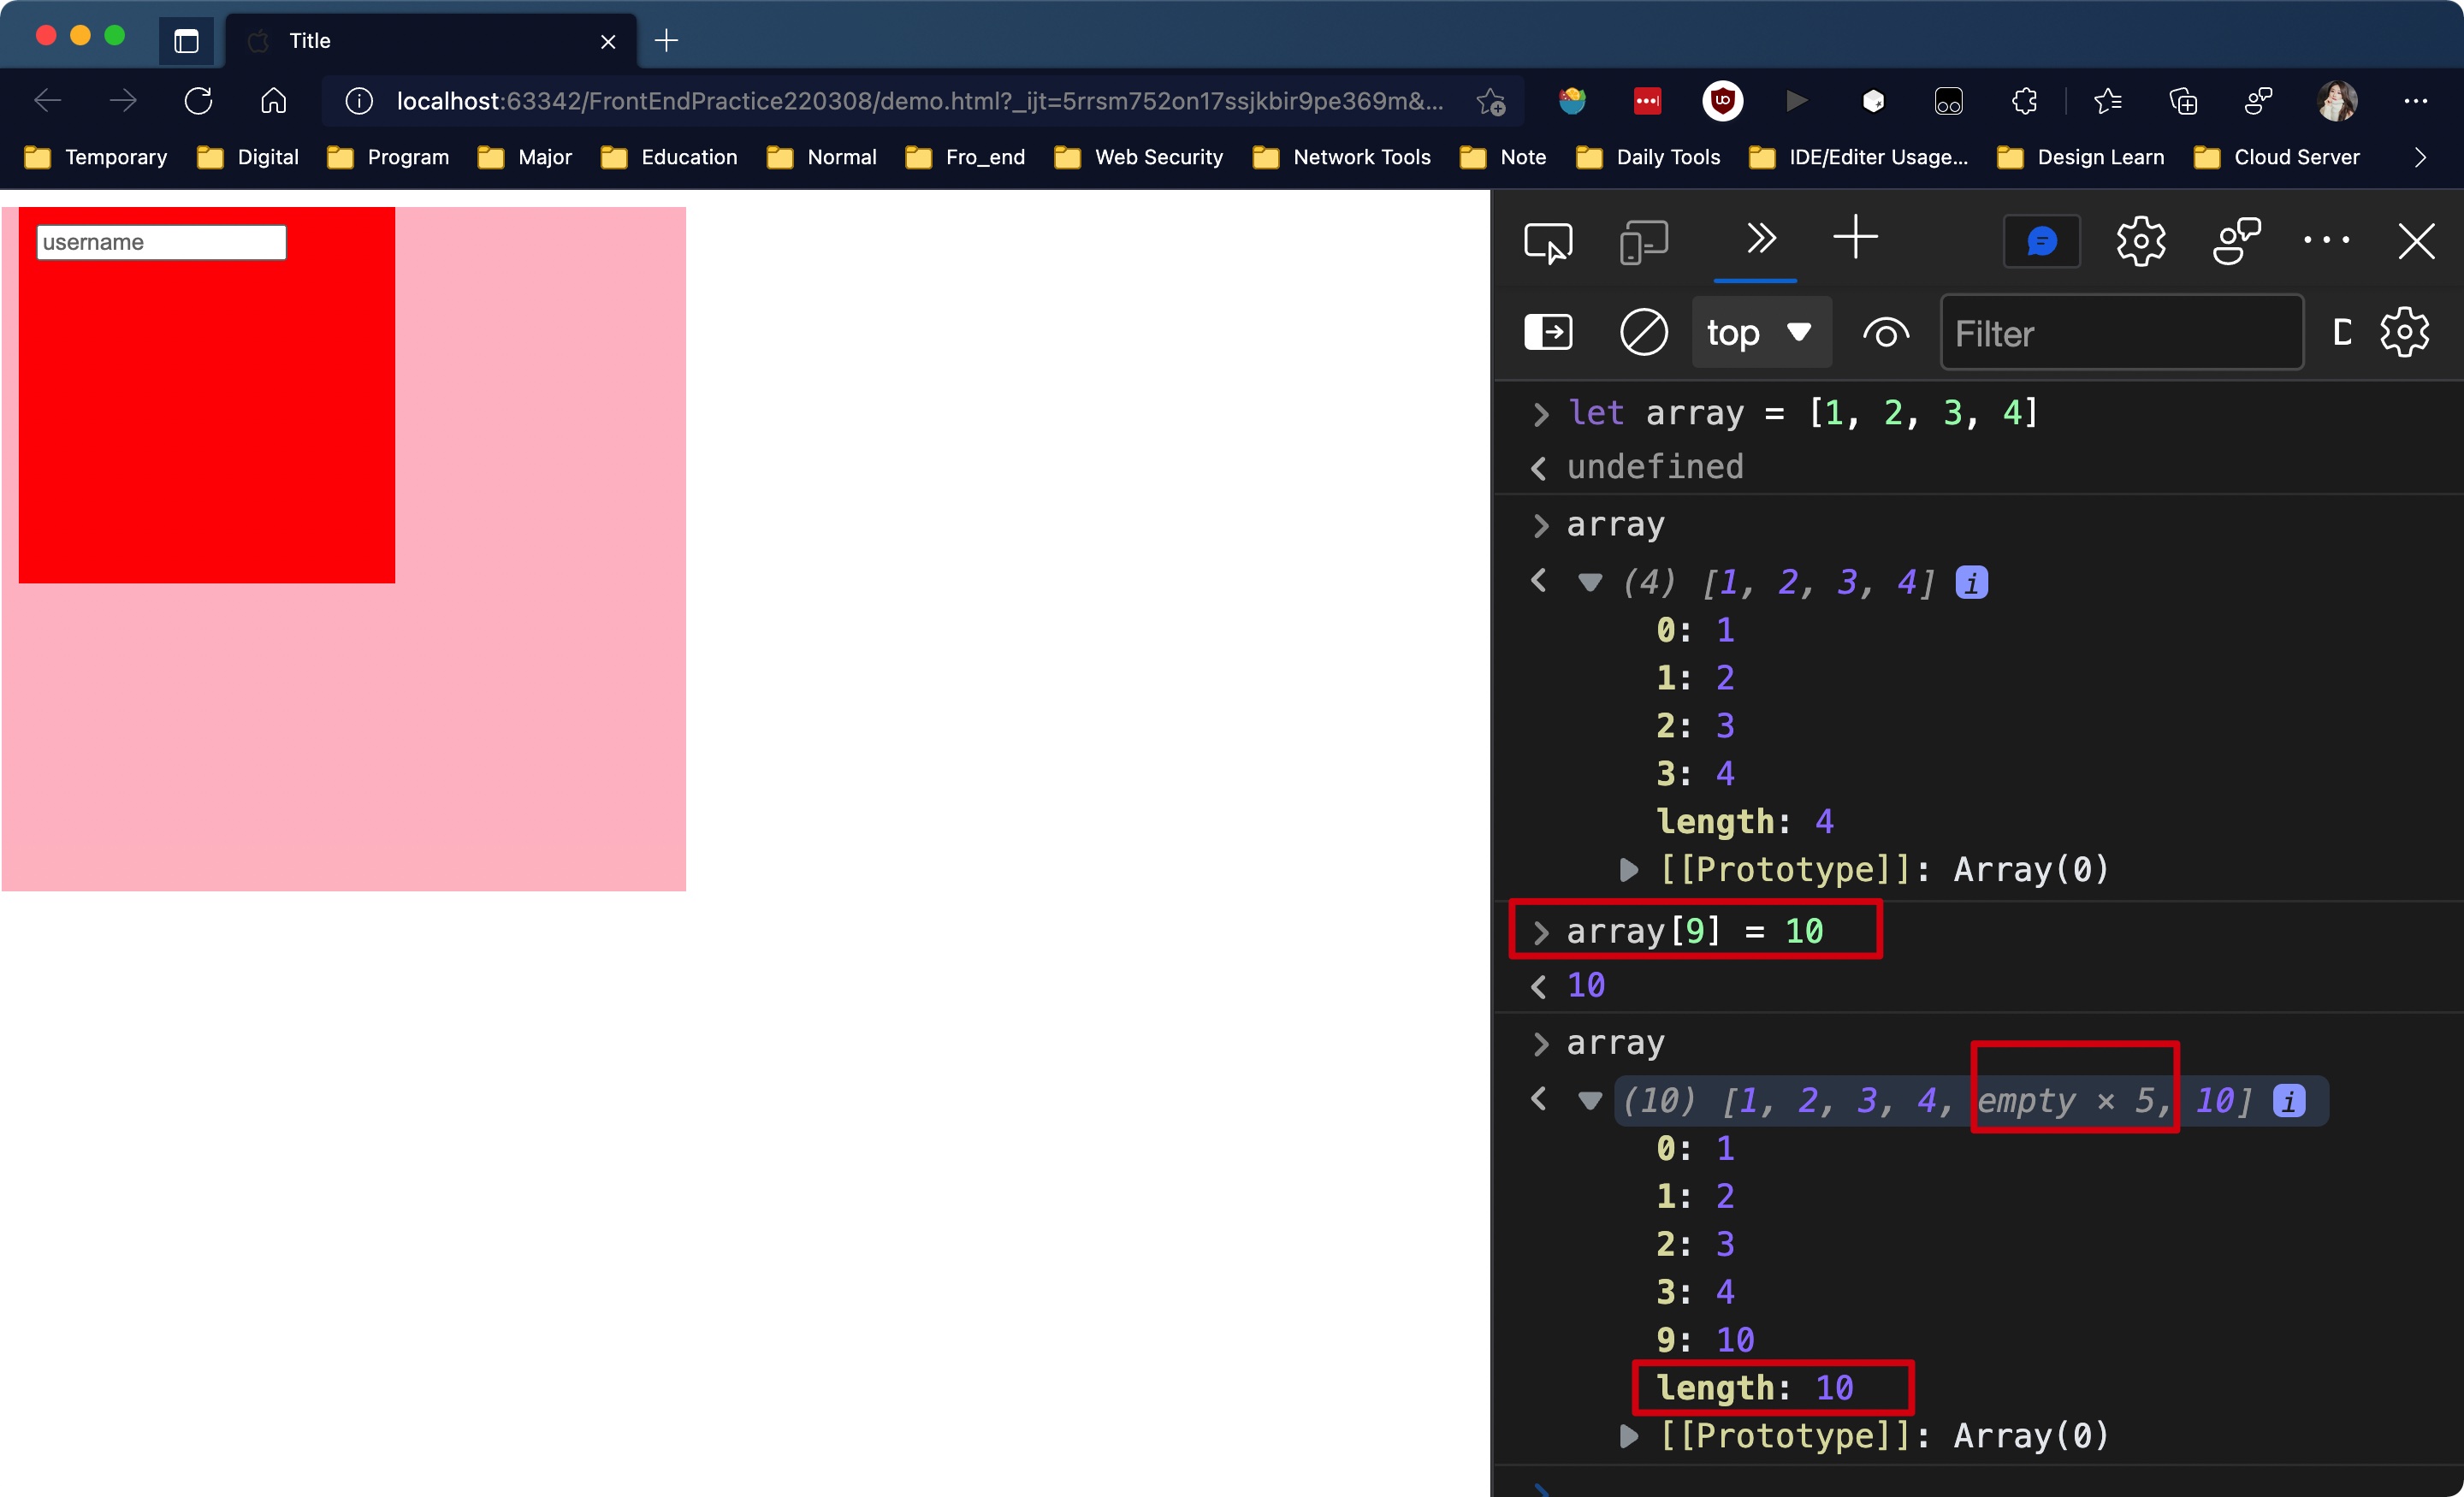 Title
localhost:63342/FrontEndPractice220308/demo.html?_ijt=5rrsm752on17ssjkbir9pe369m&...
Temporary Digital Program Major Education Normal Fro_end Web Security Network Tools Note Daily Tools IDE/Editer Usage... Design Learn Cloud Server
username
top Filter D
let array = [1, 2, 3, 4]
undefined
array
(4) [1, 2, 3, 4] i
0: 1
1: 2
2: 3
3: 4
length: 4
[[Prototype]]: Array(0)
array[9] = 10
10
array
(10) [1, 2, 3, 4, empty × 5, 10] i
0: 1
1: 2
2: 3
3: 4
9: 10
length: 10
[[Prototype]]: Array(0)